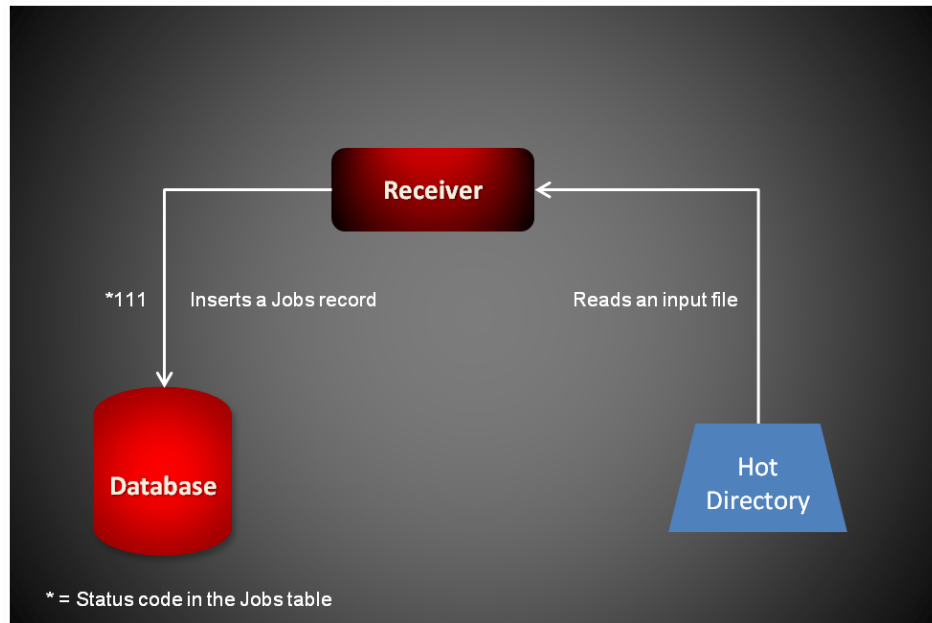 Receiver
*111
Inserts a Jobs record
Reads an input file
Database
Hot
Directory
* = Status code in the Jobs table